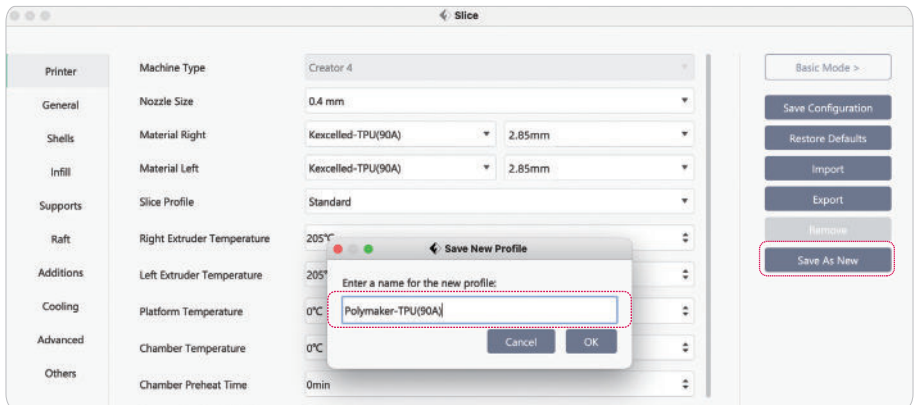 Slice
Printer
General
Shells
Infill
Supports
Raft
Additions
Cooling
Advanced
Others
Machine Type Creator 4
Nozzle Size 0.4 mm
Material Right Kexcelled-TPU(90A) 2.85mm
Material Left Kexcelled-TPU(90A) 2.85mm
Slice Profile Standard
Right Extruder Temperature 205°C
Left Extruder Temperature 205°
Platform Temperature 0°C
Chamber Temperature 0°C
Chamber Preheat Time 0min
Save New Profile
Enter a name for the new profile:
Polymaker-TPU(90A)
Cancel OK
Basic Mode >
Save Configuration
Restore Defaults
Import
Export
Remove
Save As New